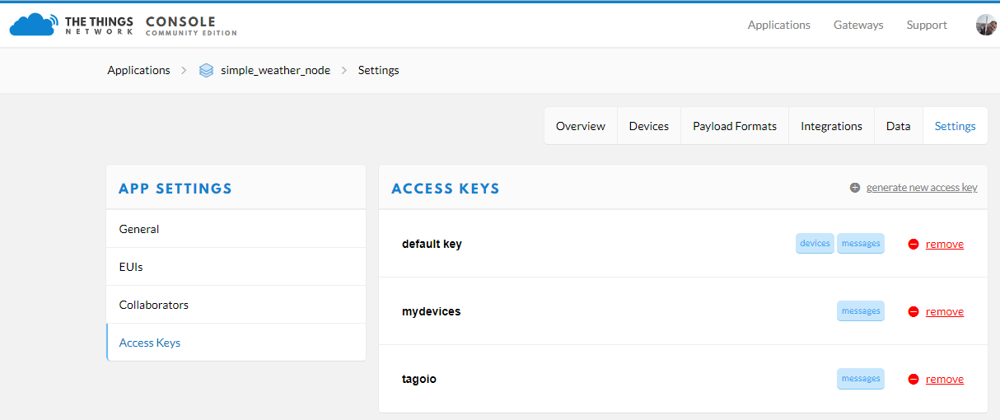 THE THINGS CONSOLE
NETWORK COMMUNITY EDITION
Applications Gateways Support
Applications simple_weather_node Settings
Overview Devices Payload Formats Integrations Data Settings
APP SETTINGS
General
EUIs
Collaborators
Access Keys
ACCESS KEYS generate new access key
default key devices messages remove
mydevices messages remove
tagoio messages remove